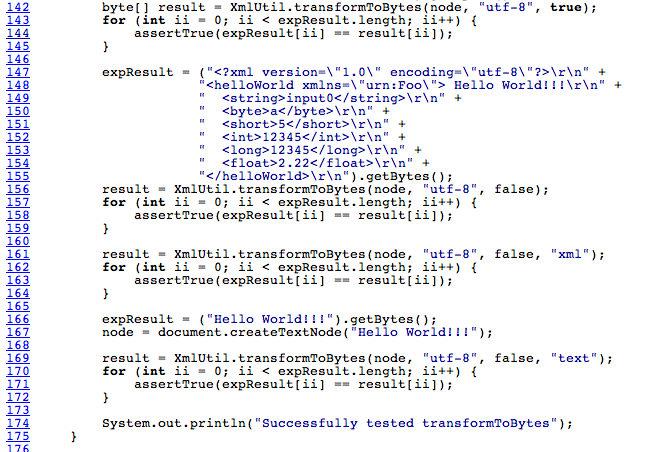 142         byte[] result = XmlUtil.transformToBytes(node, "utf-8", true);
143         for (int ii = 0; ii < expResult.length; ii++) {
144             assertTrue(expResult[ii] == result[ii]);
145         }
146
147         expResult = ("<?xml version=\"1.0\" encoding=\"utf-8\"?>\r\n" +
148                     "<helloWorld xmlns=\"urn:Foo\"> Hello World!!!\r\n" +
149                     "  <string>input0</string>\r\n" +
150                     "  <byte>a</byte>\r\n" +
151                     "  <short>5</short>\r\n" +
152                     "  <int>12345</int>\r\n" +
153                     "  <long>12345</long>\r\n" +
154                     "  <float>2.22</float>\r\n" +
155                     "</helloWorld>\r\n").getBytes();
156         result = XmlUtil.transformToBytes(node, "utf-8", false);
157         for (int ii = 0; ii < expResult.length; ii++) {
158             assertTrue(expResult[ii] == result[ii]);
159         }
160
161         result = XmlUtil.transformToBytes(node, "utf-8", false, "xml");
162         for (int ii = 0; ii < expResult.length; ii++) {
163             assertTrue(expResult[ii] == result[ii]);
164         }
165
166         expResult = ("Hello World!!!").getBytes();
167         node = document.createTextNode("Hello World!!!");
168
169         result = XmlUtil.transformToBytes(node, "utf-8", false, "text");
170         for (int ii = 0; ii < expResult.length; ii++) {
171             assertTrue(expResult[ii] == result[ii]);
172         }
173
174         System.out.println("Successfully tested transformToBytes");
175     }
176